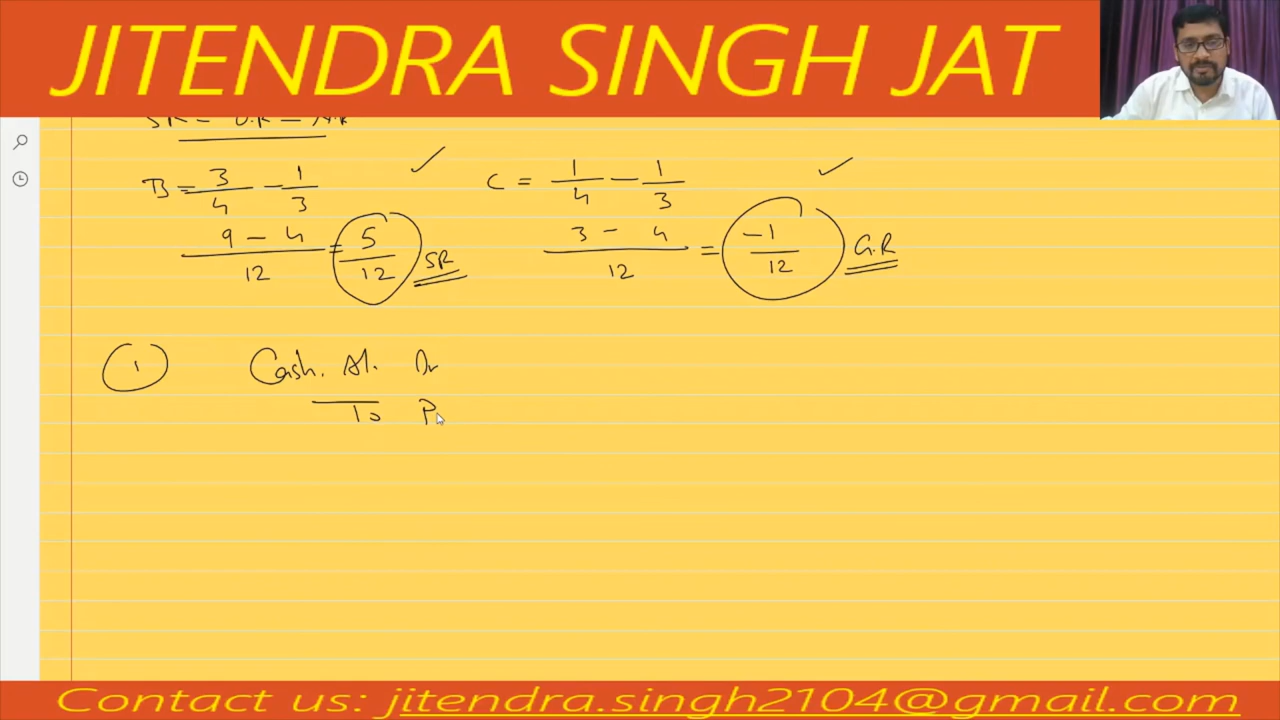 JITENDRA SINGH JAT
SR = O.R - N.R
B = 3/4 - 1/3
C = 1/4 - 1/3
9 - 4 / 12 = 5/12 SR
3 - 4 / 12 = -1/12 G.R
1 Cash. A/. Dr
To P
Contact us: jitendra.singh2104@gmail.com